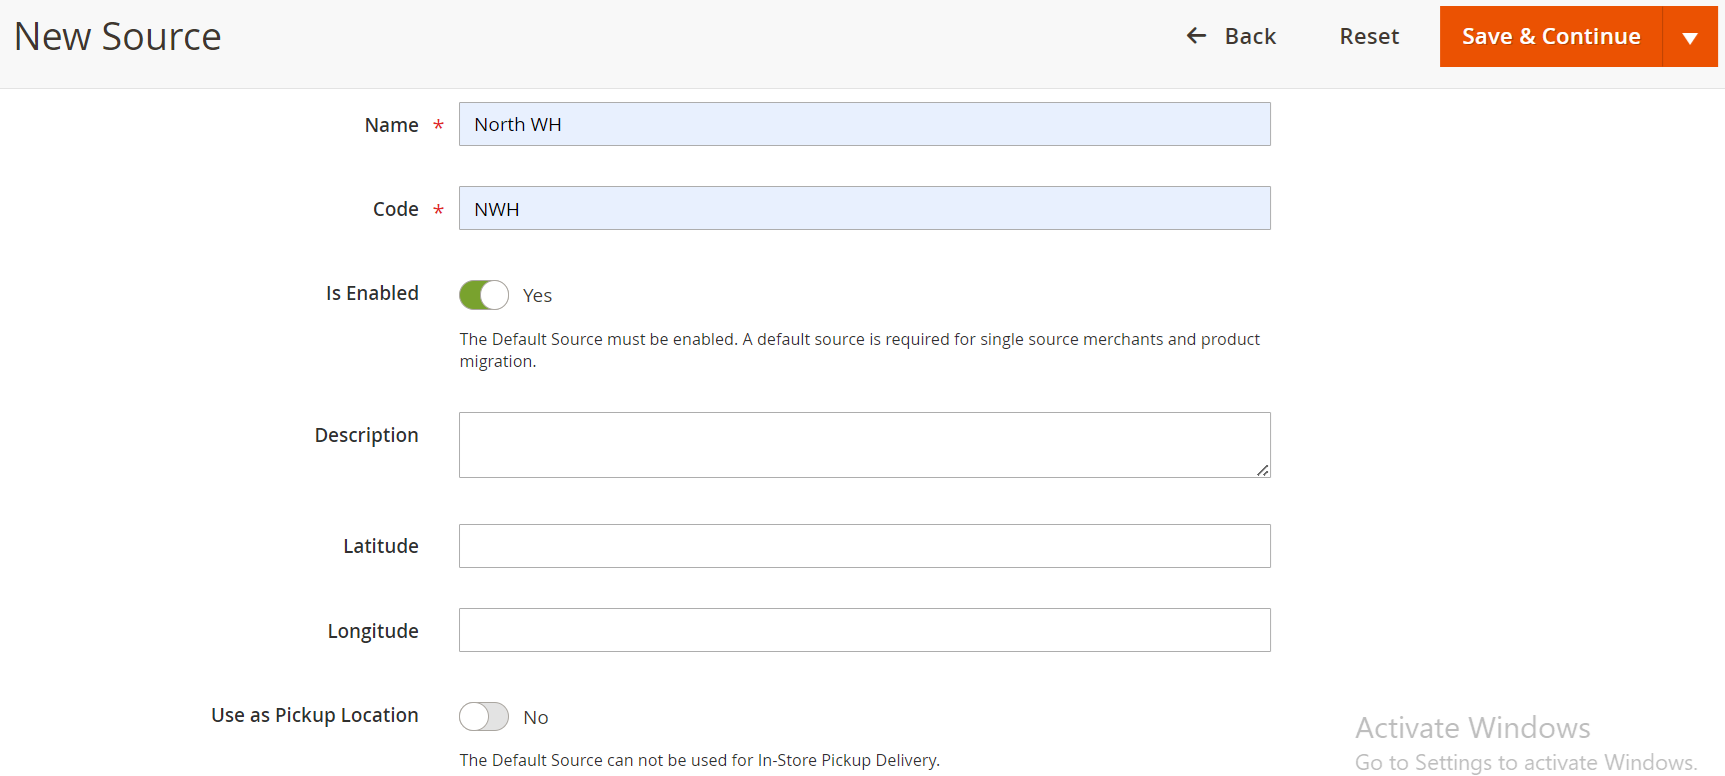 New Source
Back
Reset
Save & Continue
Name *
North WH
Code *
NWH
Is Enabled
Yes
The Default Source must be enabled. A default source is required for single source merchants and product
migration.
Description
Latitude
Longitude
Use as Pickup Location
No
The Default Source can not be used for In-Store Pickup Delivery.
Activate Windows
Go to Settings to activate Windows.